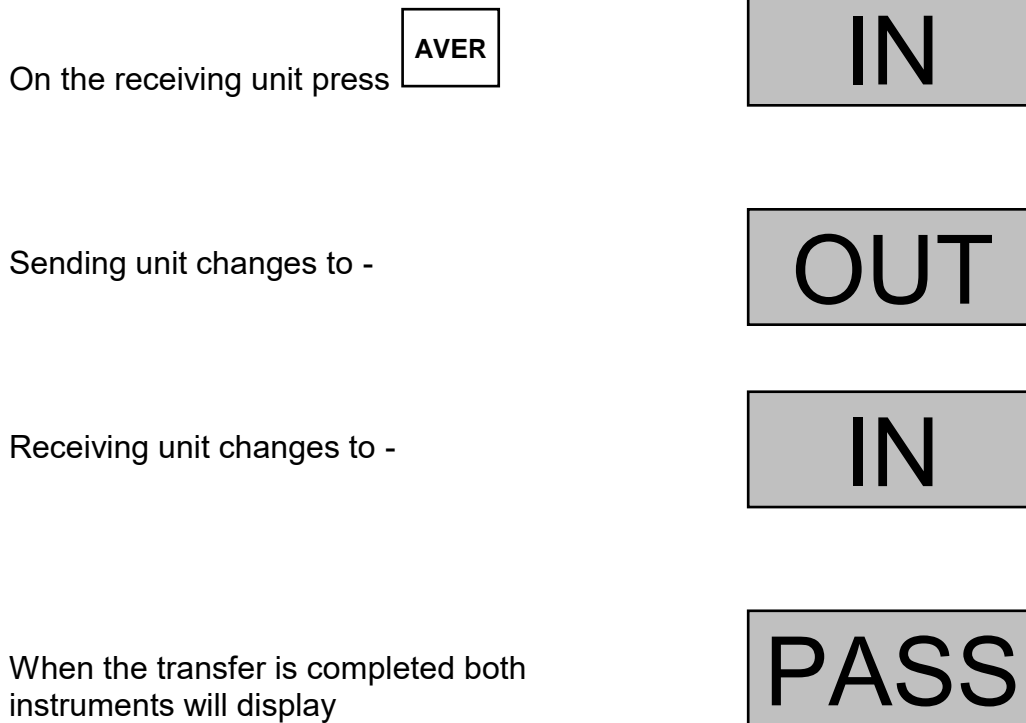 On the receiving unit press AVER IN
Sending unit changes to - OUT
Receiving unit changes to - IN
When the transfer is completed both
instruments will display PASS